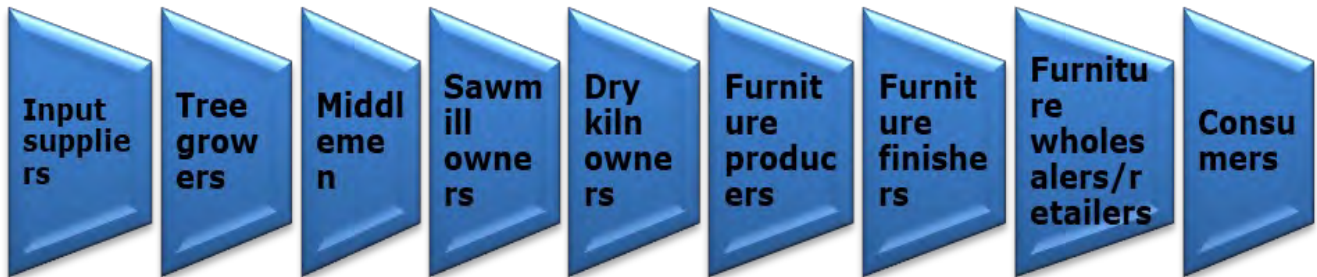 Input
supplie
rs
Tree
grow
ers
Middl
eme
n
Sawm
ill
owne
rs
Dry
kiln
owne
rs
Furnit
ure
produc
ers
Furnit
ure
finishe
rs
Furnitu
re
wholes
alers/r
etailers
Consu
mers